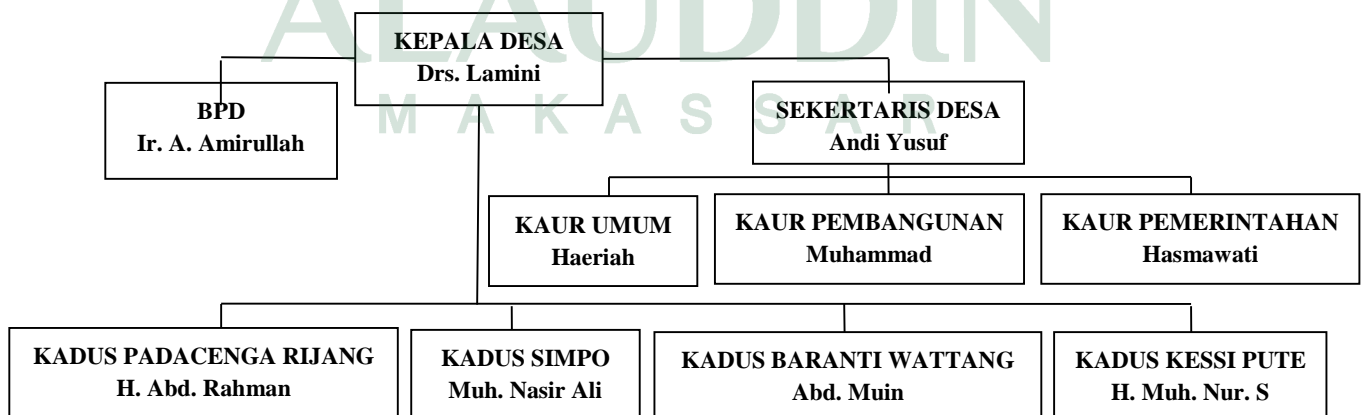 ALAUDDIN
MAKASSAR
KEPALA DESA
Drs. Lamini
BPD
Ir. A. Amirullah
SEKERTARIS DESA
Andi Yusuf
KAUR UMUM
Haeriah
KAUR PEMBANGUNAN
Muhammad
KAUR PEMERINTAHAN
Hasmawati
KADUS PADACENGA RIJANG
H. Abd. Rahman
KADUS SIMPO
Muh. Nasir Ali
KADUS BARANTI WATTANG
Abd. Muin
KADUS KESSI PUTE
H. Muh. Nur. S